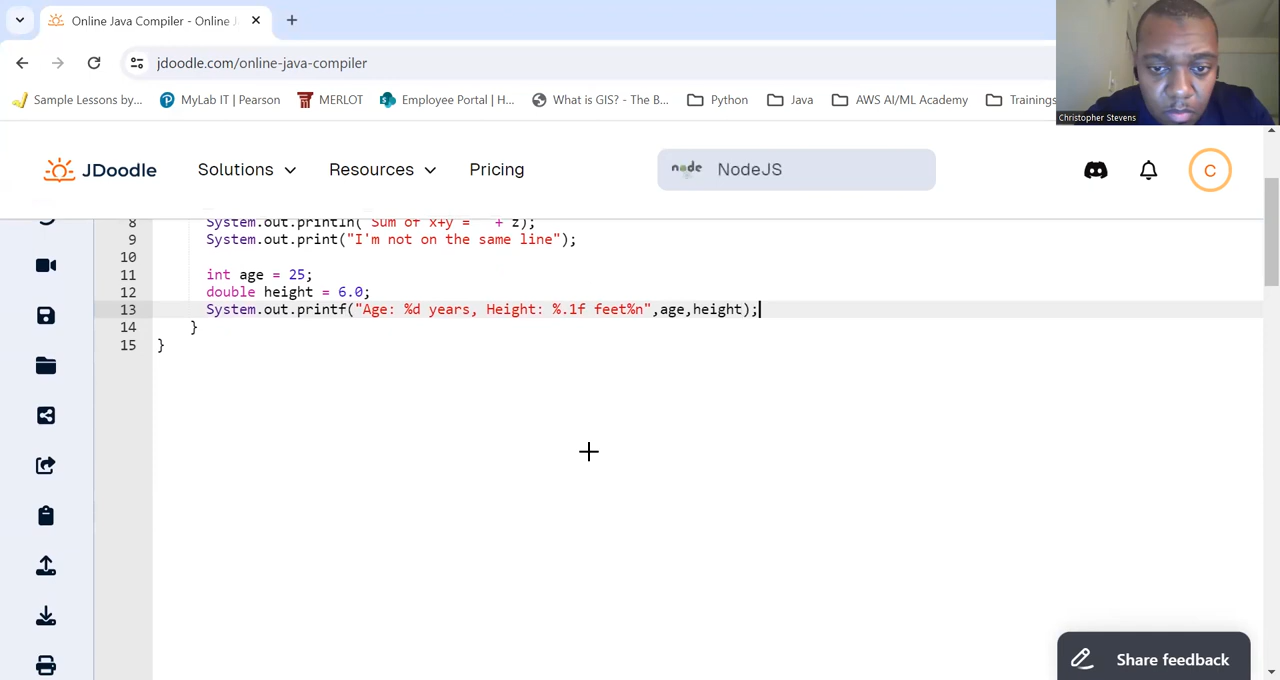 Online Java Compiler - Online J
jdoodle.com/online-java-compiler
Sample Lessons by... MyLab IT | Pearson MERLOT Employee Portal | H... What is GIS? - The B... Python Java AWS AI/ML Academy Trainings
Christopher Stevens
JDoodle Solutions Resources Pricing node NodeJS C
8 System.out.println("Sum of x+y = " + z);
9 System.out.print("I'm not on the same line");
10
11 int age = 25;
12 double height = 6.0;
13 System.out.printf("Age: %d years, Height: %.1f feet%n",age,height);
14 }
15 }
Share feedback